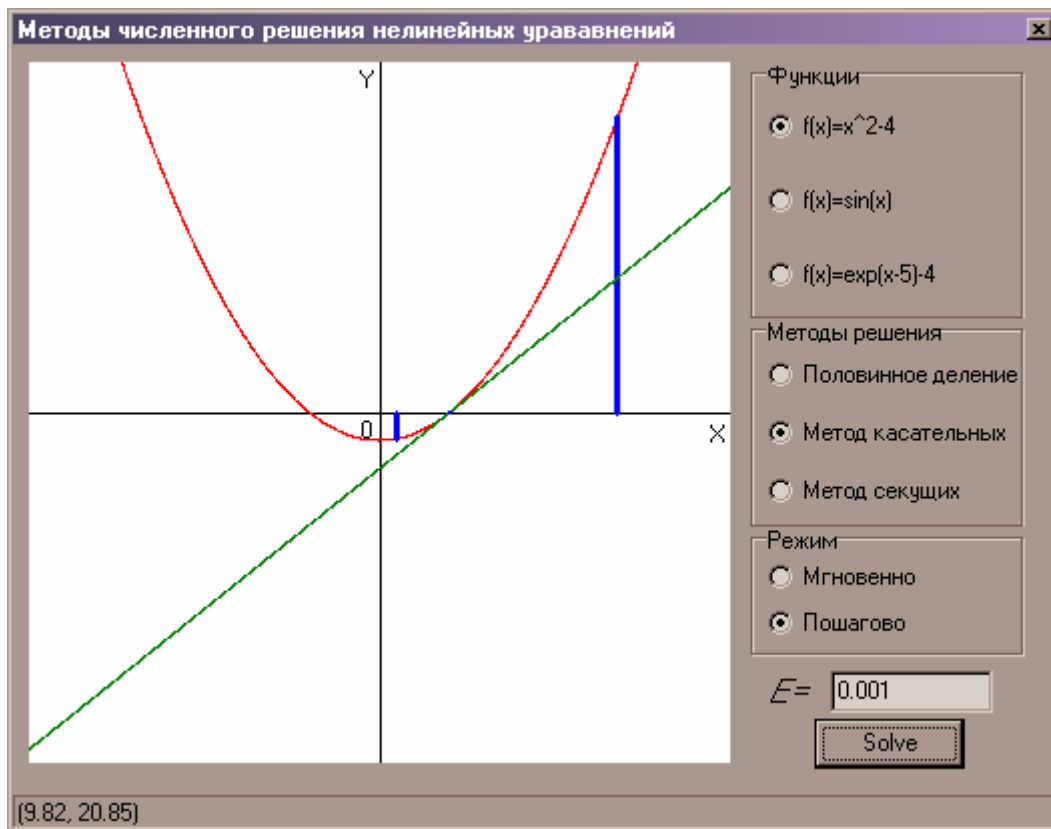 Методы численного решения нелинейных урававнений
Y
0
X
Функции
f(x)=x^2-4
f(x)=sin(x)
f(x)=exp(x-5)-4
Методы решения
Половинное деление
Метод касательных
Метод секущих
Режим
Мгновенно
Пошагово
E= 0.001
Solve
(9.82, 20.85)